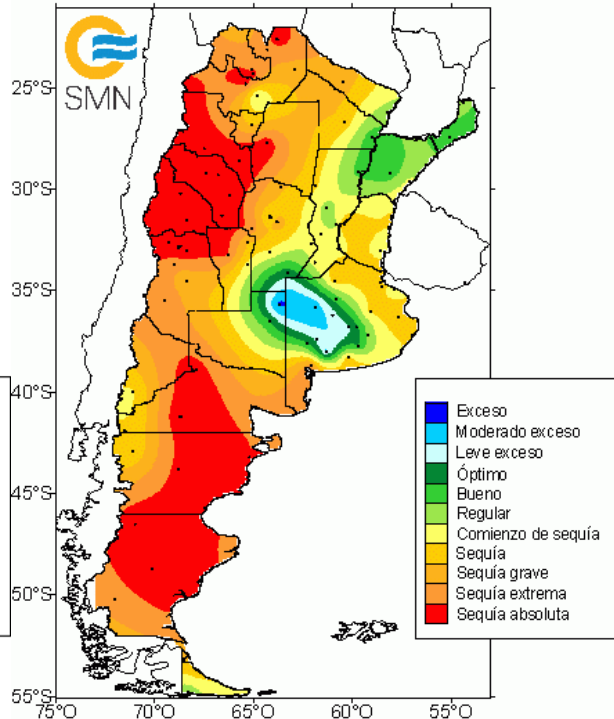 SMN
25°S
30°S
35°S
40°S
45°S
50°S
55°S
75°O
70°O
65°O
60°O
55°O
Exceso
Moderado exceso
Leve exceso
Óptimo
Bueno
Regular
Comienzo de sequía
Sequía
Sequía grave
Sequía extrema
Sequía absoluta